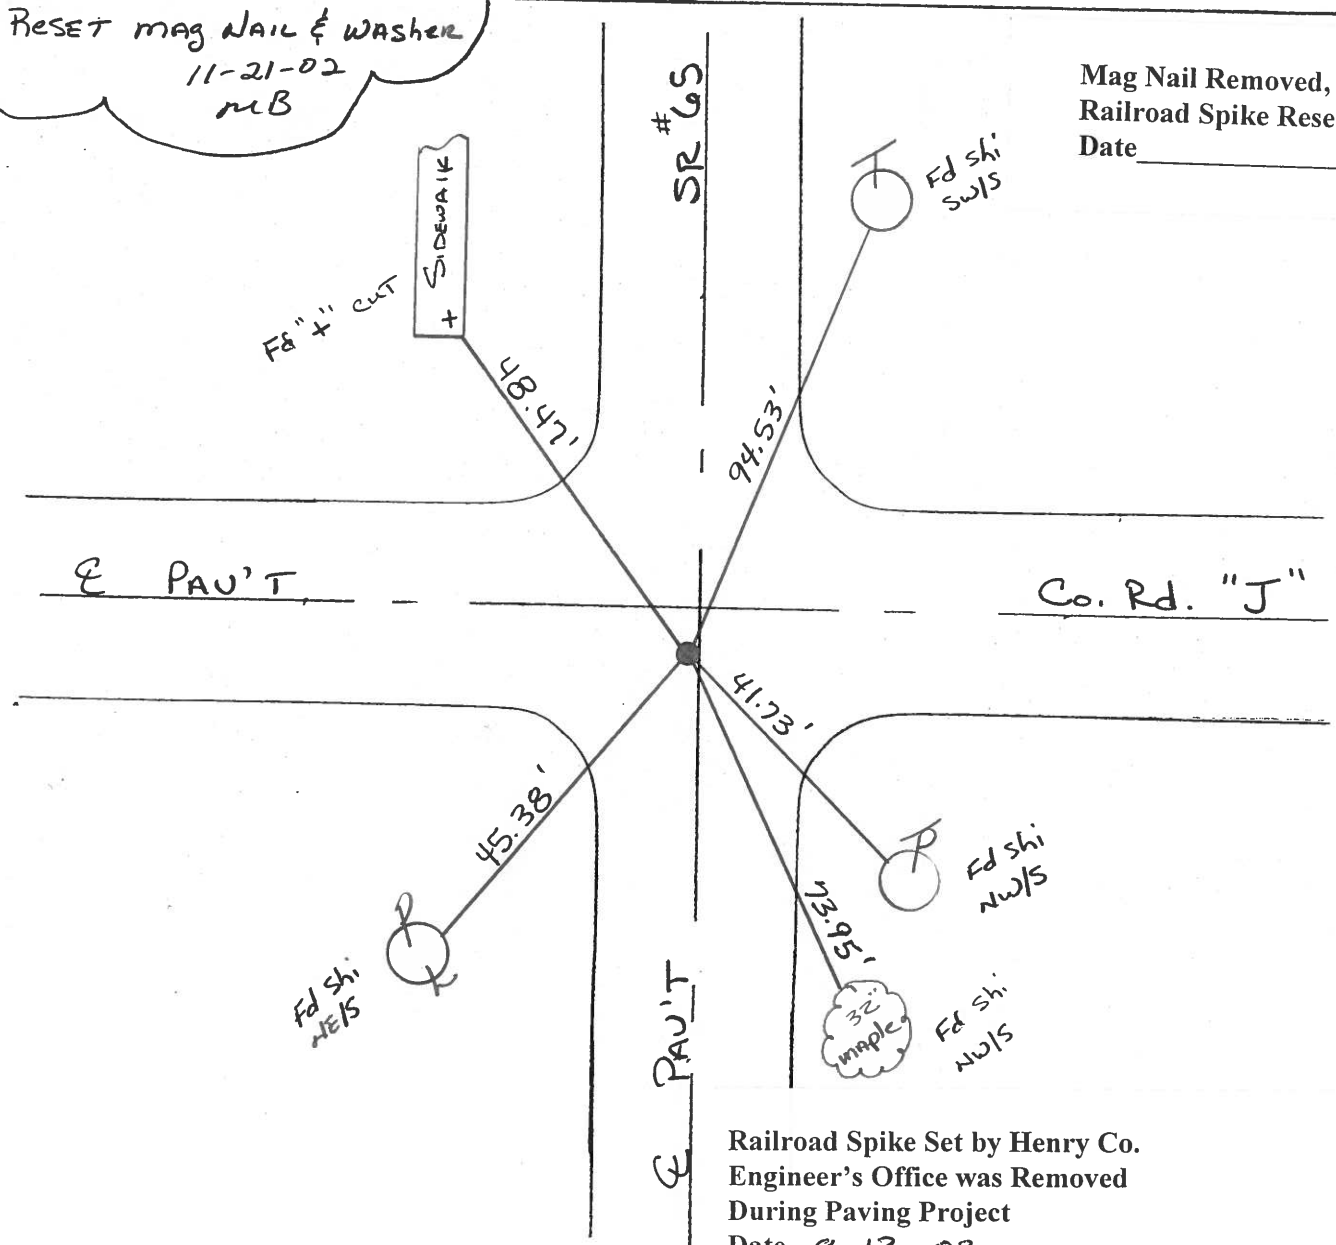 RESET mag NAIL & WASHER
11-21-02
MB
Mag Nail Removed,
Railroad Spike Rese
Date
SR #65
T
Fd Shi
SW/S
+ SIDEWALK
Fd "+" CUT
48.47'
94.53'
℄ PAV'T
Co. Rd. "J"
41.73'
45.38'
73.95'
P
Fd Shi
NW/S
P
L
Fd Shi
NE/S
32"
maple
Fd Shi
NW/S
℄ PAV'T
Railroad Spike Set by Henry Co.
Engineer's Office was Removed
During Paving Project
Date